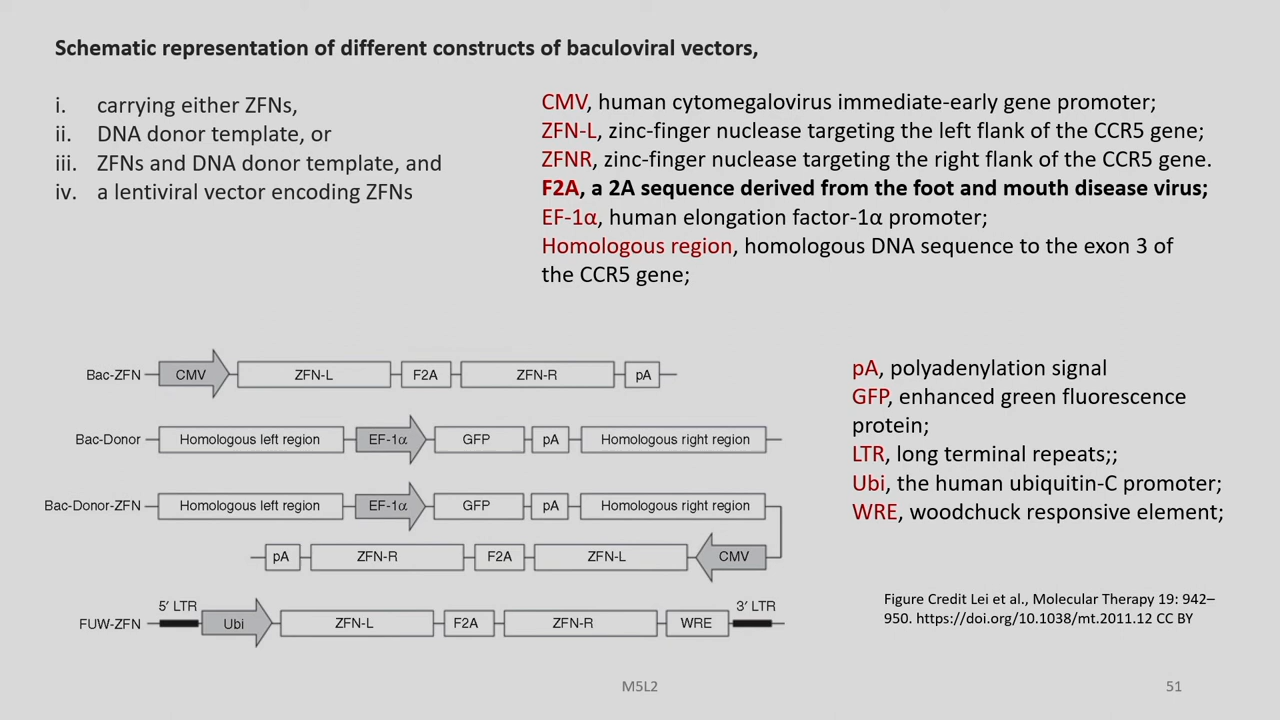 Schematic representation of different constructs of baculoviral vectors,
i. carrying either ZFNs,
ii. DNA donor template, or
iii. ZFNs and DNA donor template, and
iv. a lentiviral vector encoding ZFNs
CMV, human cytomegalovirus immediate-early gene promoter;
ZFN-L, zinc-finger nuclease targeting the left flank of the CCR5 gene;
ZFNR, zinc-finger nuclease targeting the right flank of the CCR5 gene.
F2A, a 2A sequence derived from the foot and mouth disease virus;
EF-1α, human elongation factor-1α promoter;
Homologous region, homologous DNA sequence to the exon 3 of
the CCR5 gene;
Bac-ZFN CMV ZFN-L F2A ZFN-R pA
Bac-Donor Homologous left region EF-1α GFP pA Homologous right region
Bac-Donor-ZFN Homologous left region EF-1α GFP pA Homologous right region
pA ZFN-R F2A ZFN-L CMV
5′ LTR 3′ LTR
FUW-ZFN Ubi ZFN-L F2A ZFN-R WRE
pA, polyadenylation signal
GFP, enhanced green fluorescence
protein;
LTR, long terminal repeats;;
Ubi, the human ubiquitin-C promoter;
WRE, woodchuck responsive element;
Figure Credit Lei et al., Molecular Therapy 19: 942–
950. https://doi.org/10.1038/mt.2011.12 CC BY
M5L2
51